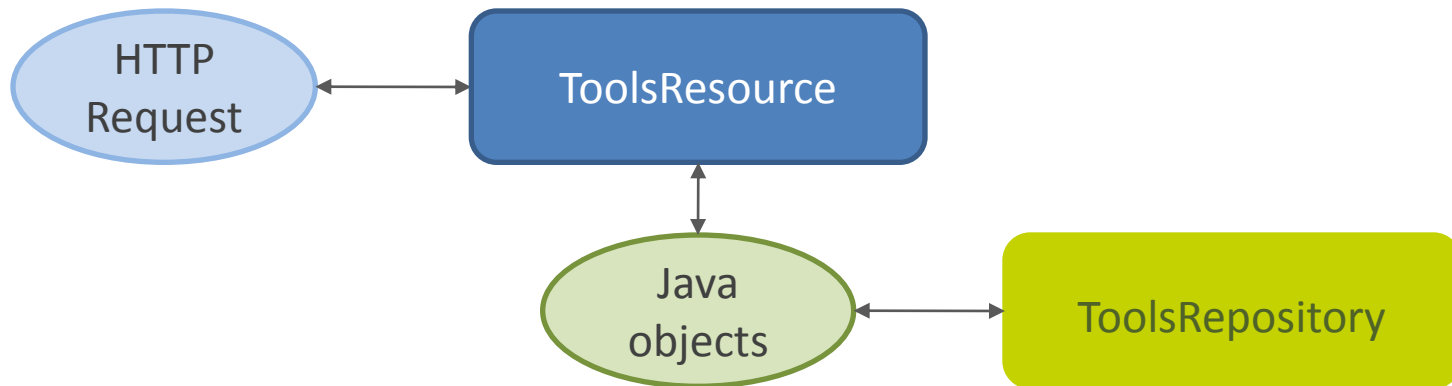 HTTP
Request
ToolsResource
Java
objects
ToolsRepository